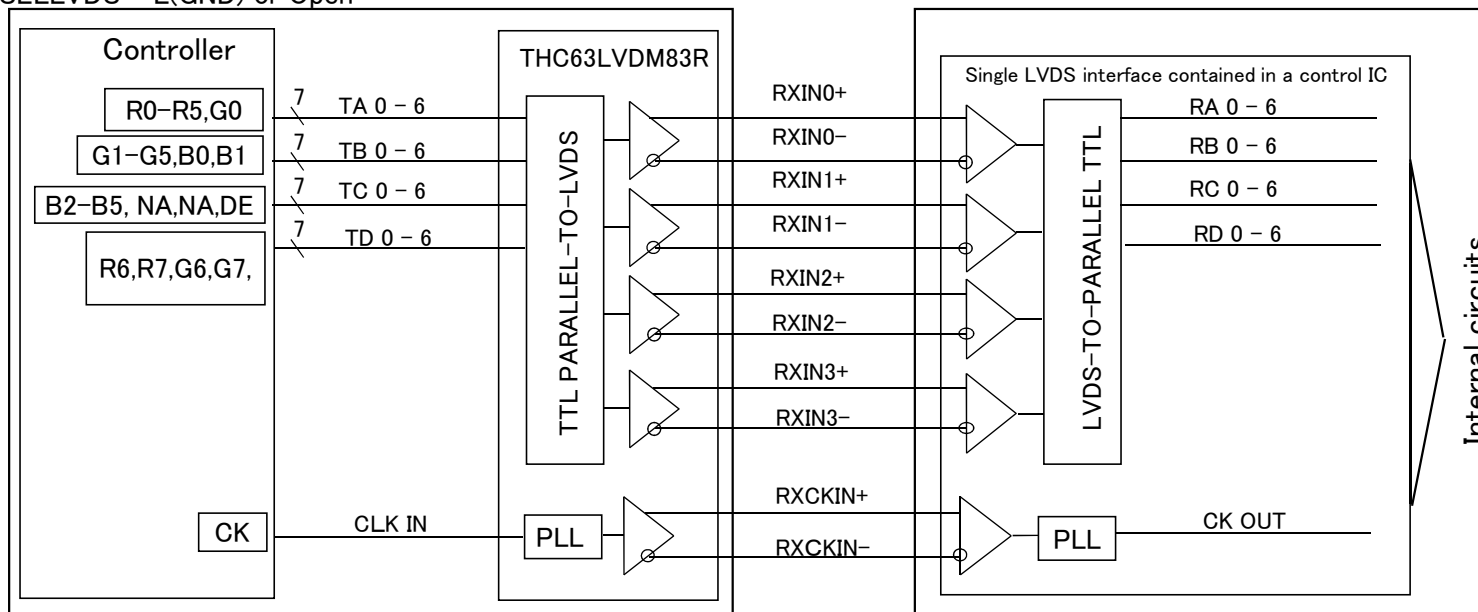 SELLVDS = L(GND) or Open
Controller
THC63LVDM83R
Single LVDS interface contained in a control IC
R0-R5,G0
7
TA 0 - 6
G1-G5,B0,B1
7
TB 0 - 6
B2-B5, NA,NA,DE
7
TC 0 - 6
R6,R7,G6,G7,
7
TD 0 - 6
TTL PARALLEL-TO-LVDS
RXIN0+
RXIN0-
RXIN1+
RXIN1-
RXIN2+
RXIN2-
RXIN3+
RXIN3-
LVDS-TO-PARALLEL TTL
RA 0 - 6
RB 0 - 6
RC 0 - 6
RD 0 - 6
Internal circuits
CK
CLK IN
PLL
RXCKIN+
RXCKIN-
PLL
CK OUT